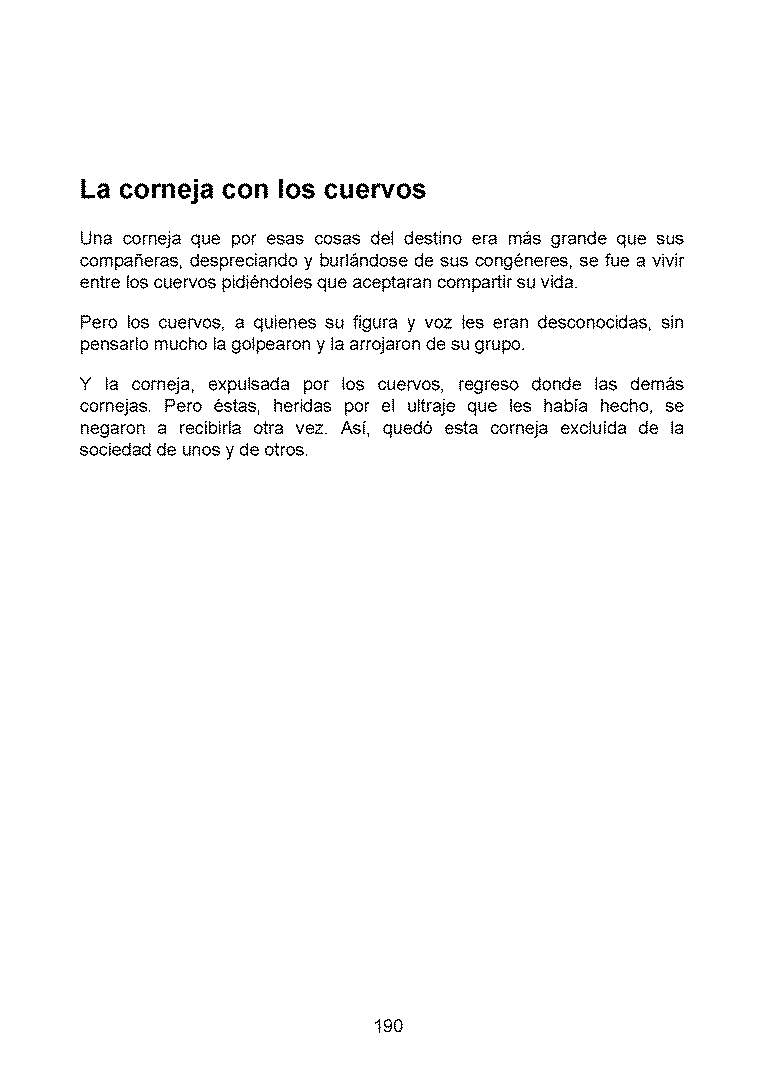 La corneja con los cuervos
Una corneja que por esas cosas del destino era más grande que sus
compañeras, despreciando y burlándose de sus congéneres, se fue a vivir
entre los cuervos pidiéndoles que aceptaran compartir su vida.
Pero los cuervos, a quienes su figura y voz les eran desconocidas, sin
pensarlo mucho la golpearon y la arrojaron de su grupo.
Y la corneja, expulsada por los cuervos, regreso donde las demás
cornejas. Pero éstas, heridas por el ultraje que les había hecho, se
negaron a recibirla otra vez. Así, quedó esta corneja excluída de la
sociedad de unos y de otros.
190